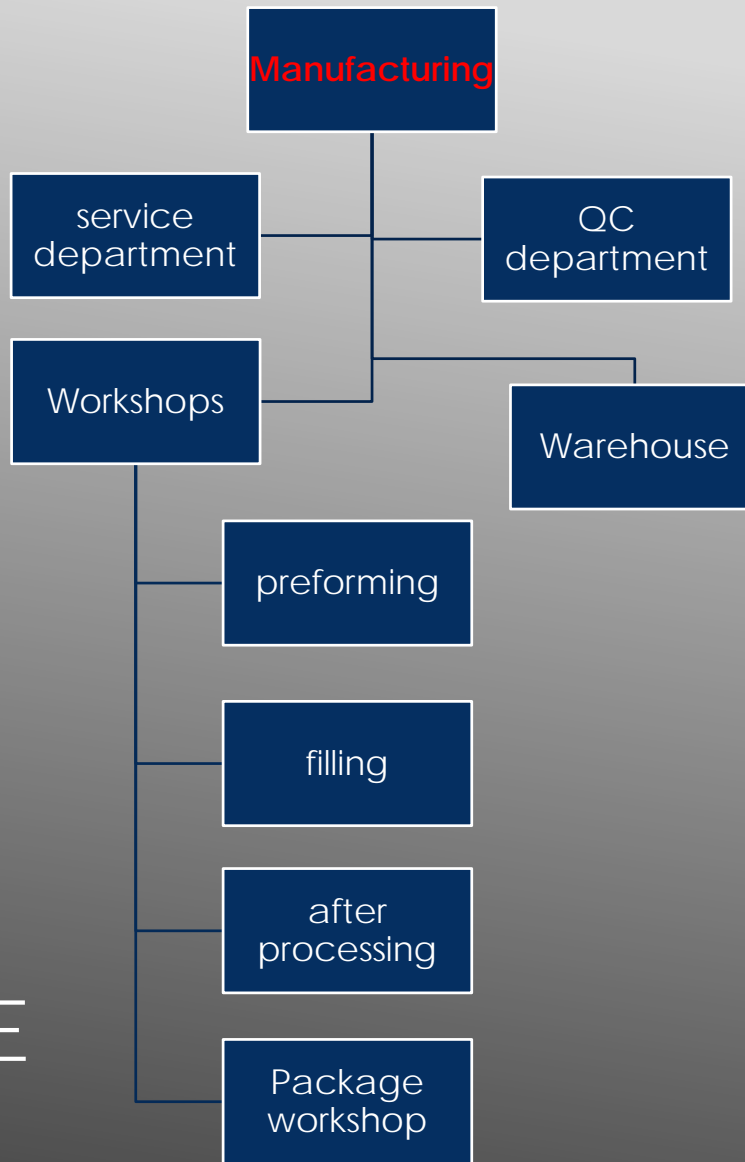 Manufacturing
service
department
QC
department
Workshops
Warehouse
preforming
filling
after
processing
E
Package
workshop